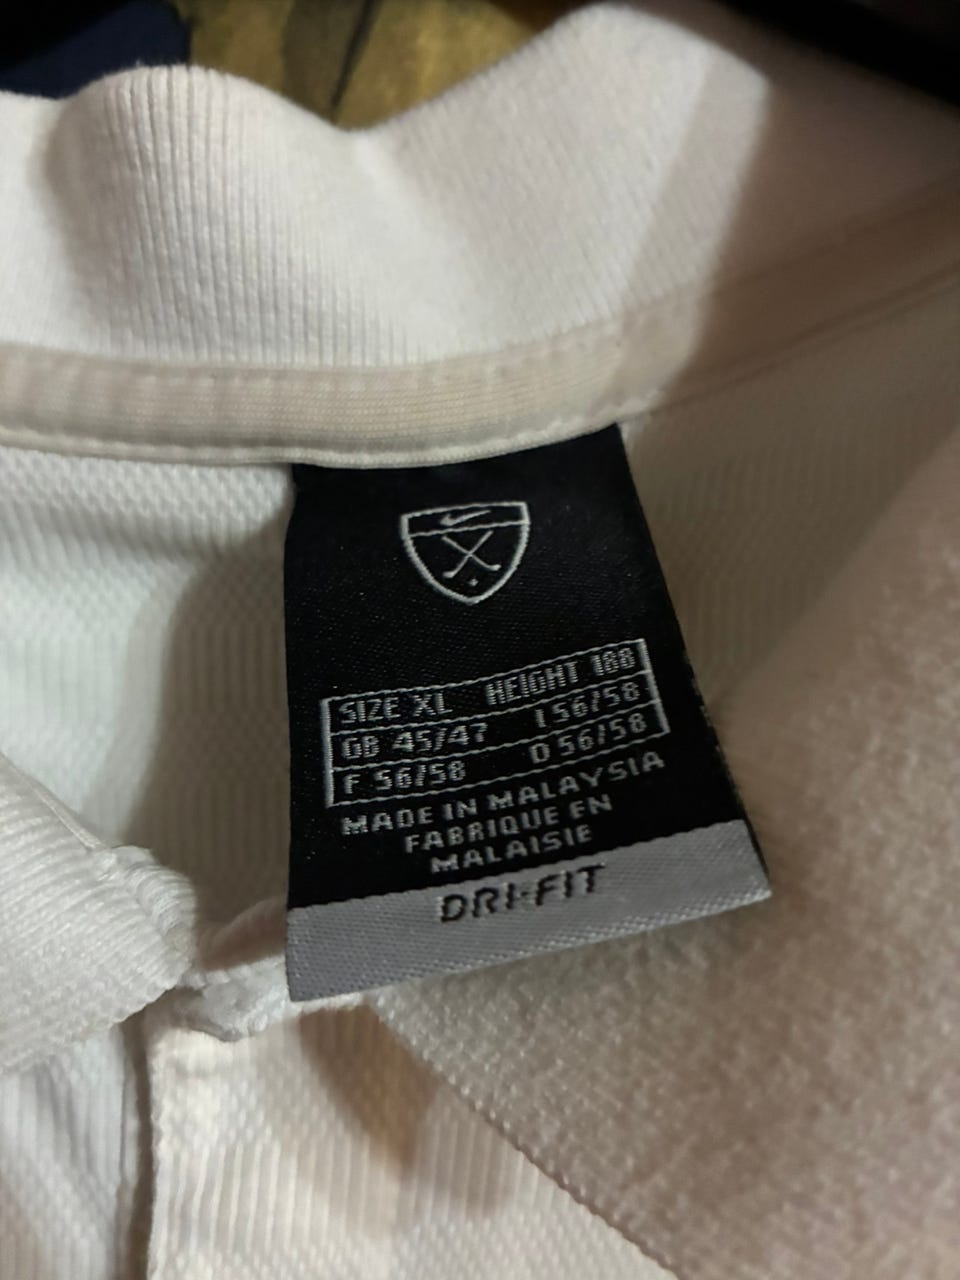 SIZE XL HEIGHT 188
GB 45/47 I 56/58
F 56/58 D 56/58
MADE IN MALAYSIA
FABRIQUE EN
MALAISIE
DRI-FIT